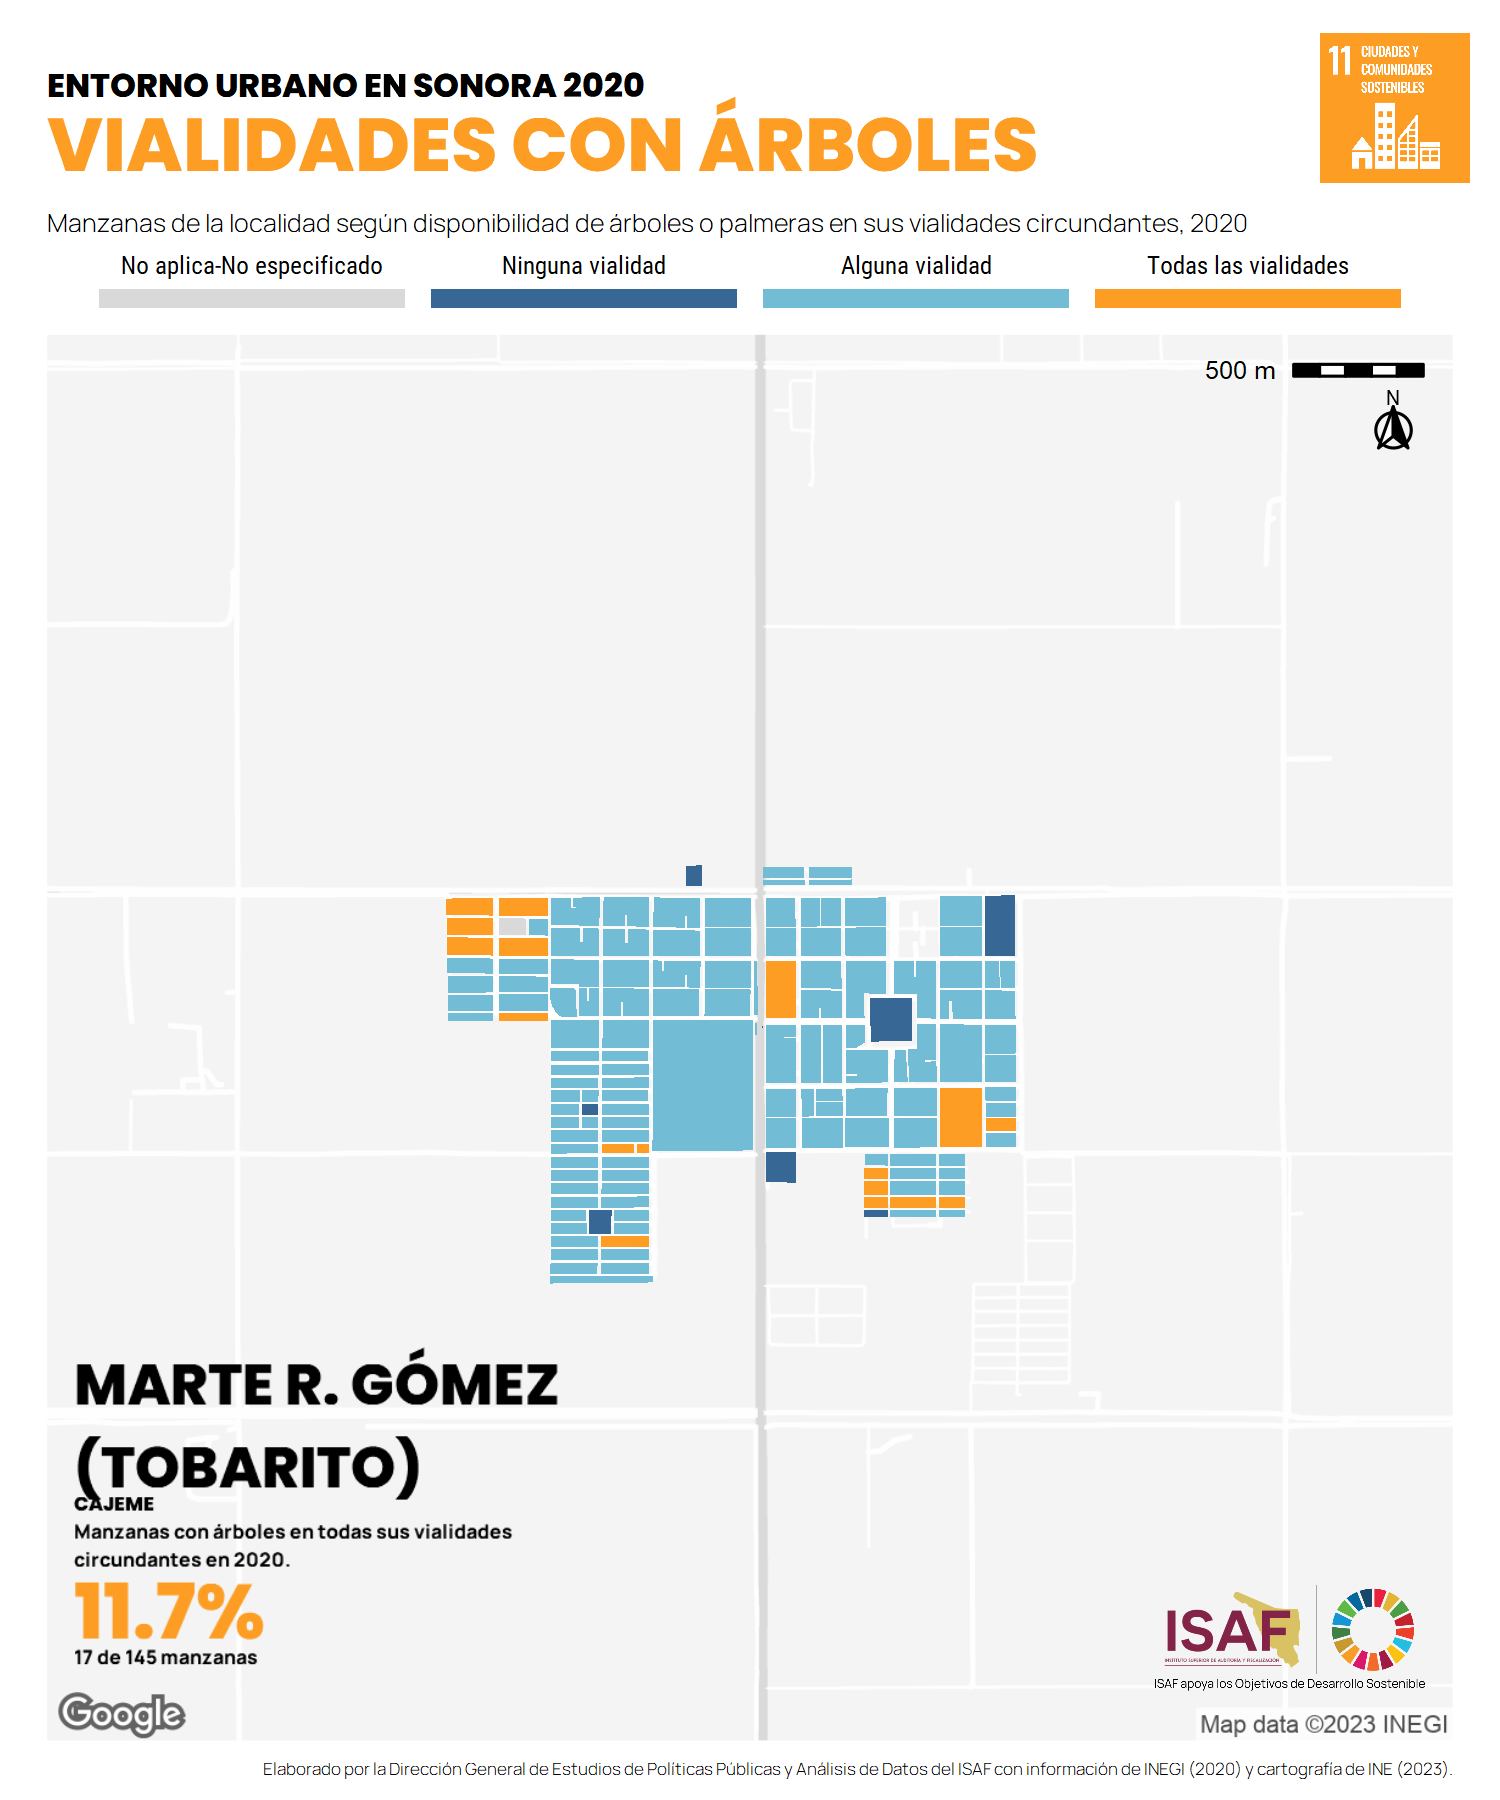 ENTORNO URBANO EN SONORA 2020
VIALIDADES CON ÁRBOLES
11 CIUDADES Y
COMUNIDADES
SOSTENIBLES
Manzanas de la localidad según disponibilidad de árboles o palmeras en sus vialidades circundantes, 2020
No aplica-No especificado Ninguna vialidad Alguna vialidad Todas las vialidades
500 m
N
MARTE R. GÓMEZ
(TOBARITO)
CAJEME
Manzanas con árboles en todas sus vialidades
circundantes en 2020.
11.7%
17 de 145 manzanas
ISAF
INSTITUTO SUPERIOR DE AUDITORÍA Y FISCALIZACIÓN
ISAF apoya los Objetivos de Desarrollo Sostenible
Google
Map data ©2023 INEGI
Elaborado por la Dirección General de Estudios de Políticas Públicas y Análisis de Datos del ISAF con información de INEGI (2020) y cartografía de INE (2023).